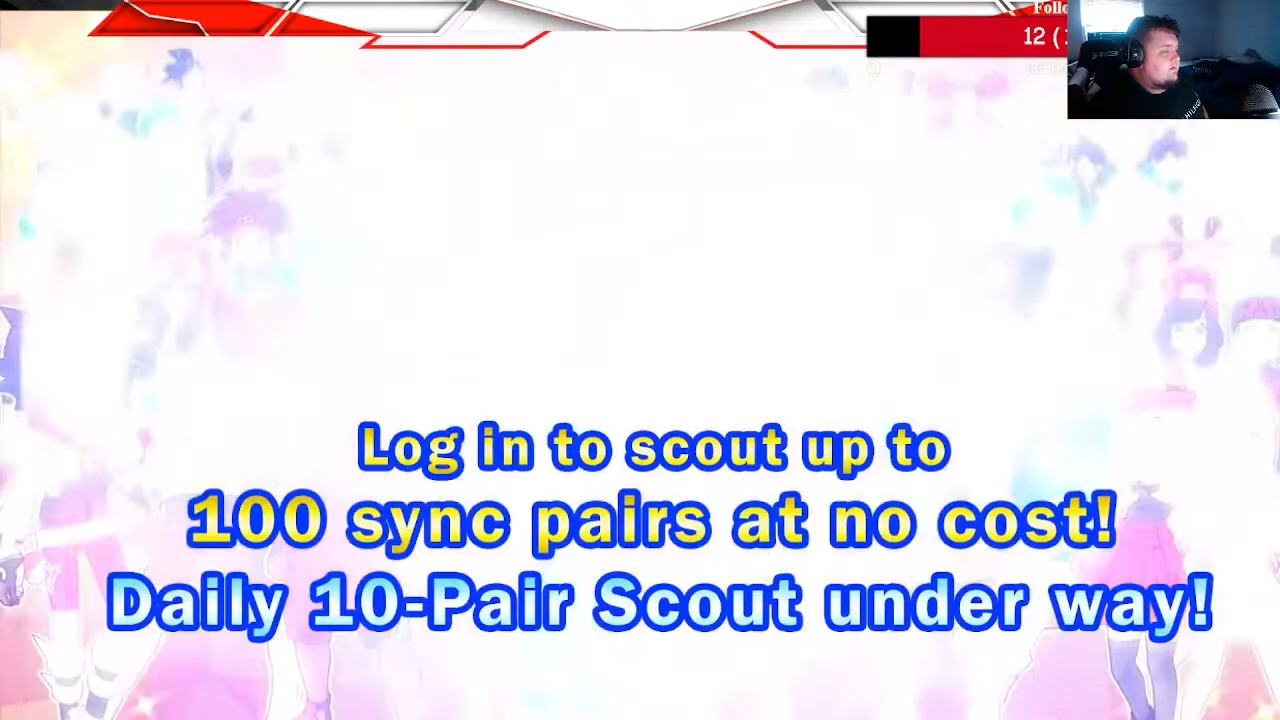 Follo
12 (
Log in to scout up to
100 sync pairs at no cost!
Daily 10-Pair Scout under way!